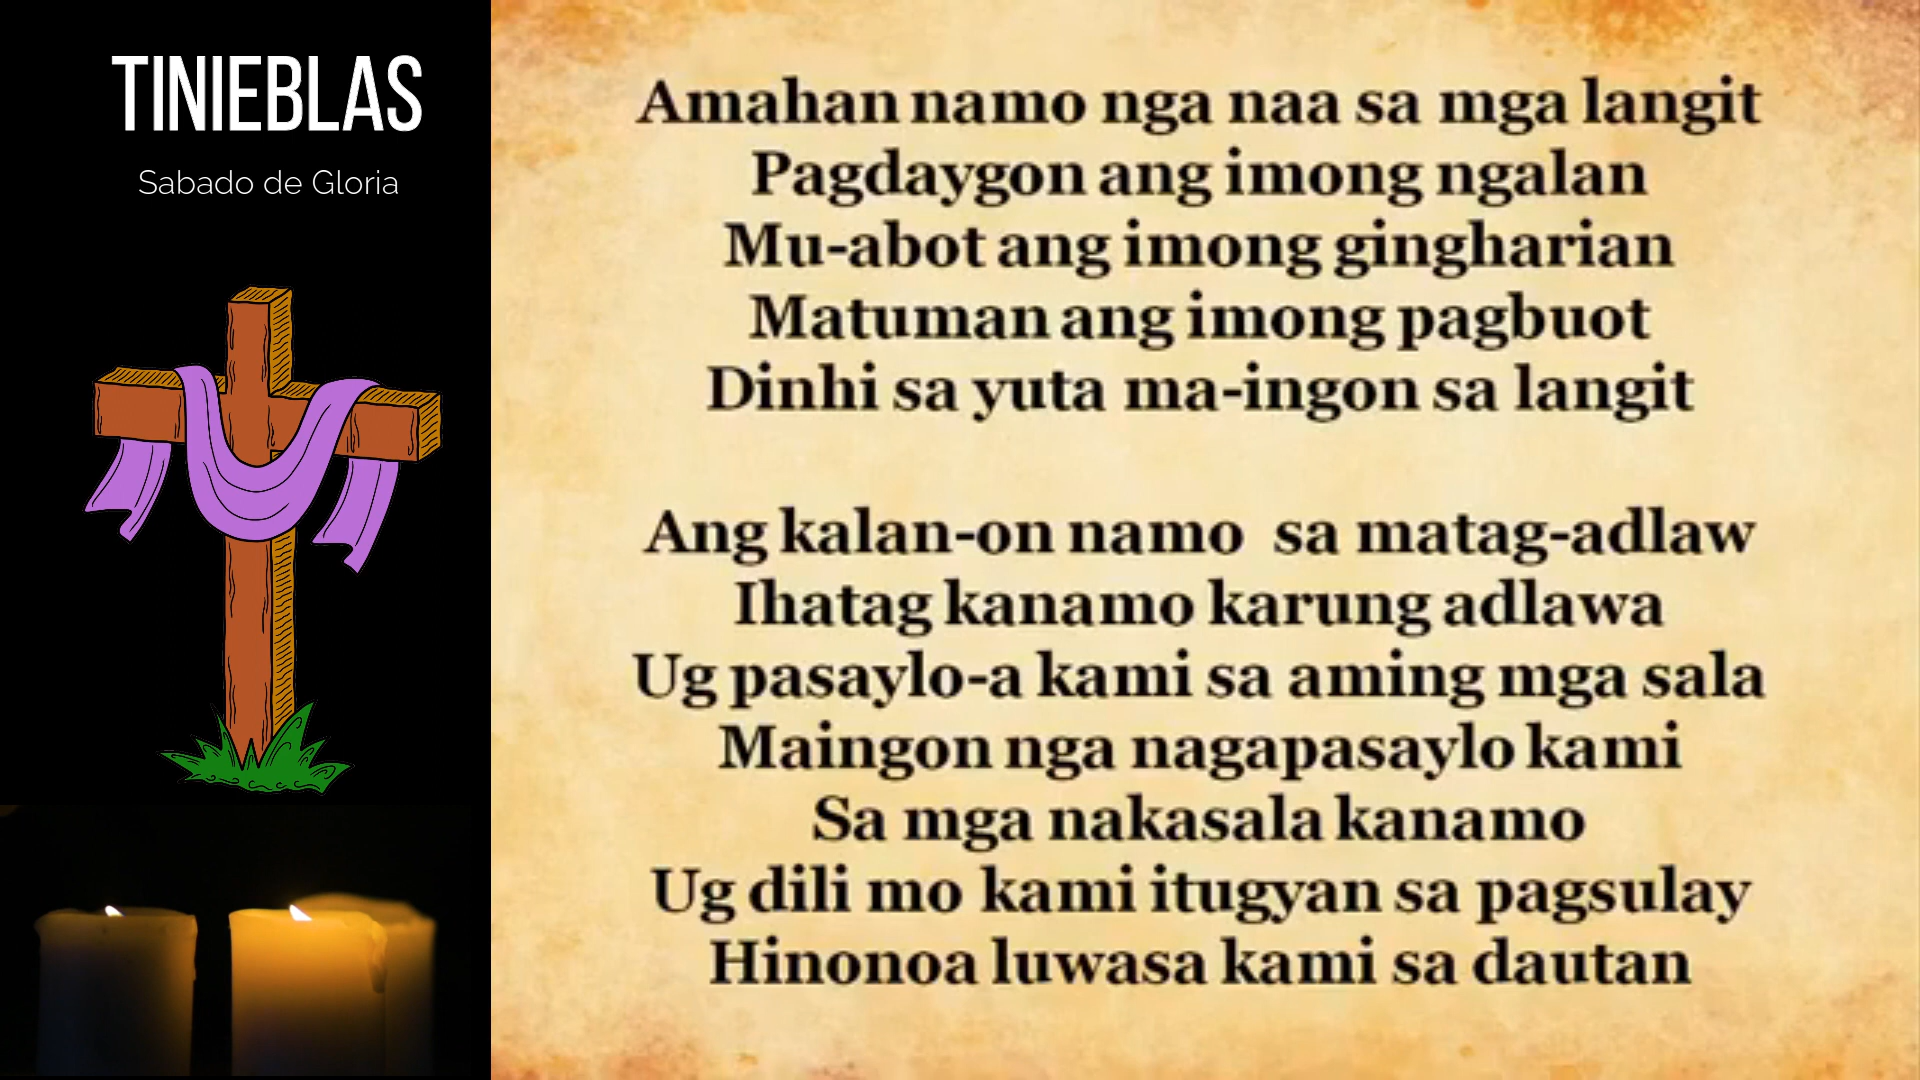 TINIEBLAS
Sabado de Gloria
Amahan namo nga naa sa mga langit
Pagdaygon ang imong ngalan
Mu-abot ang imong gingharian
Matuman ang imong pagbuot
Dinhi sa yuta ma-ingon sa langit
Ang kalan-on namo sa matag-adlaw
Ihatag kanamo karung adlawa
Ug pasaylo-a kami sa aming mga sala
Maingon nga nagapasaylo kami
Sa mga nakasala kanamo
Ug dili mo kami itugyan sa pagsulay
Hinonoa luwasa kami sa dautan